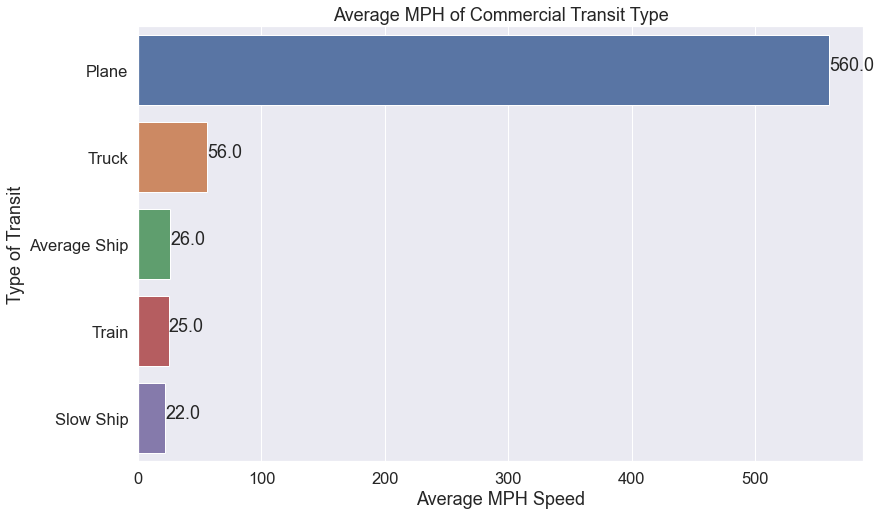 Average MPH of Commercial Transit Type
Type of Transit
Plane
560.0
Truck
56.0
Average Ship
26.0
Train
25.0
Slow Ship
22.0
0 100 200 300 400 500
Average MPH Speed